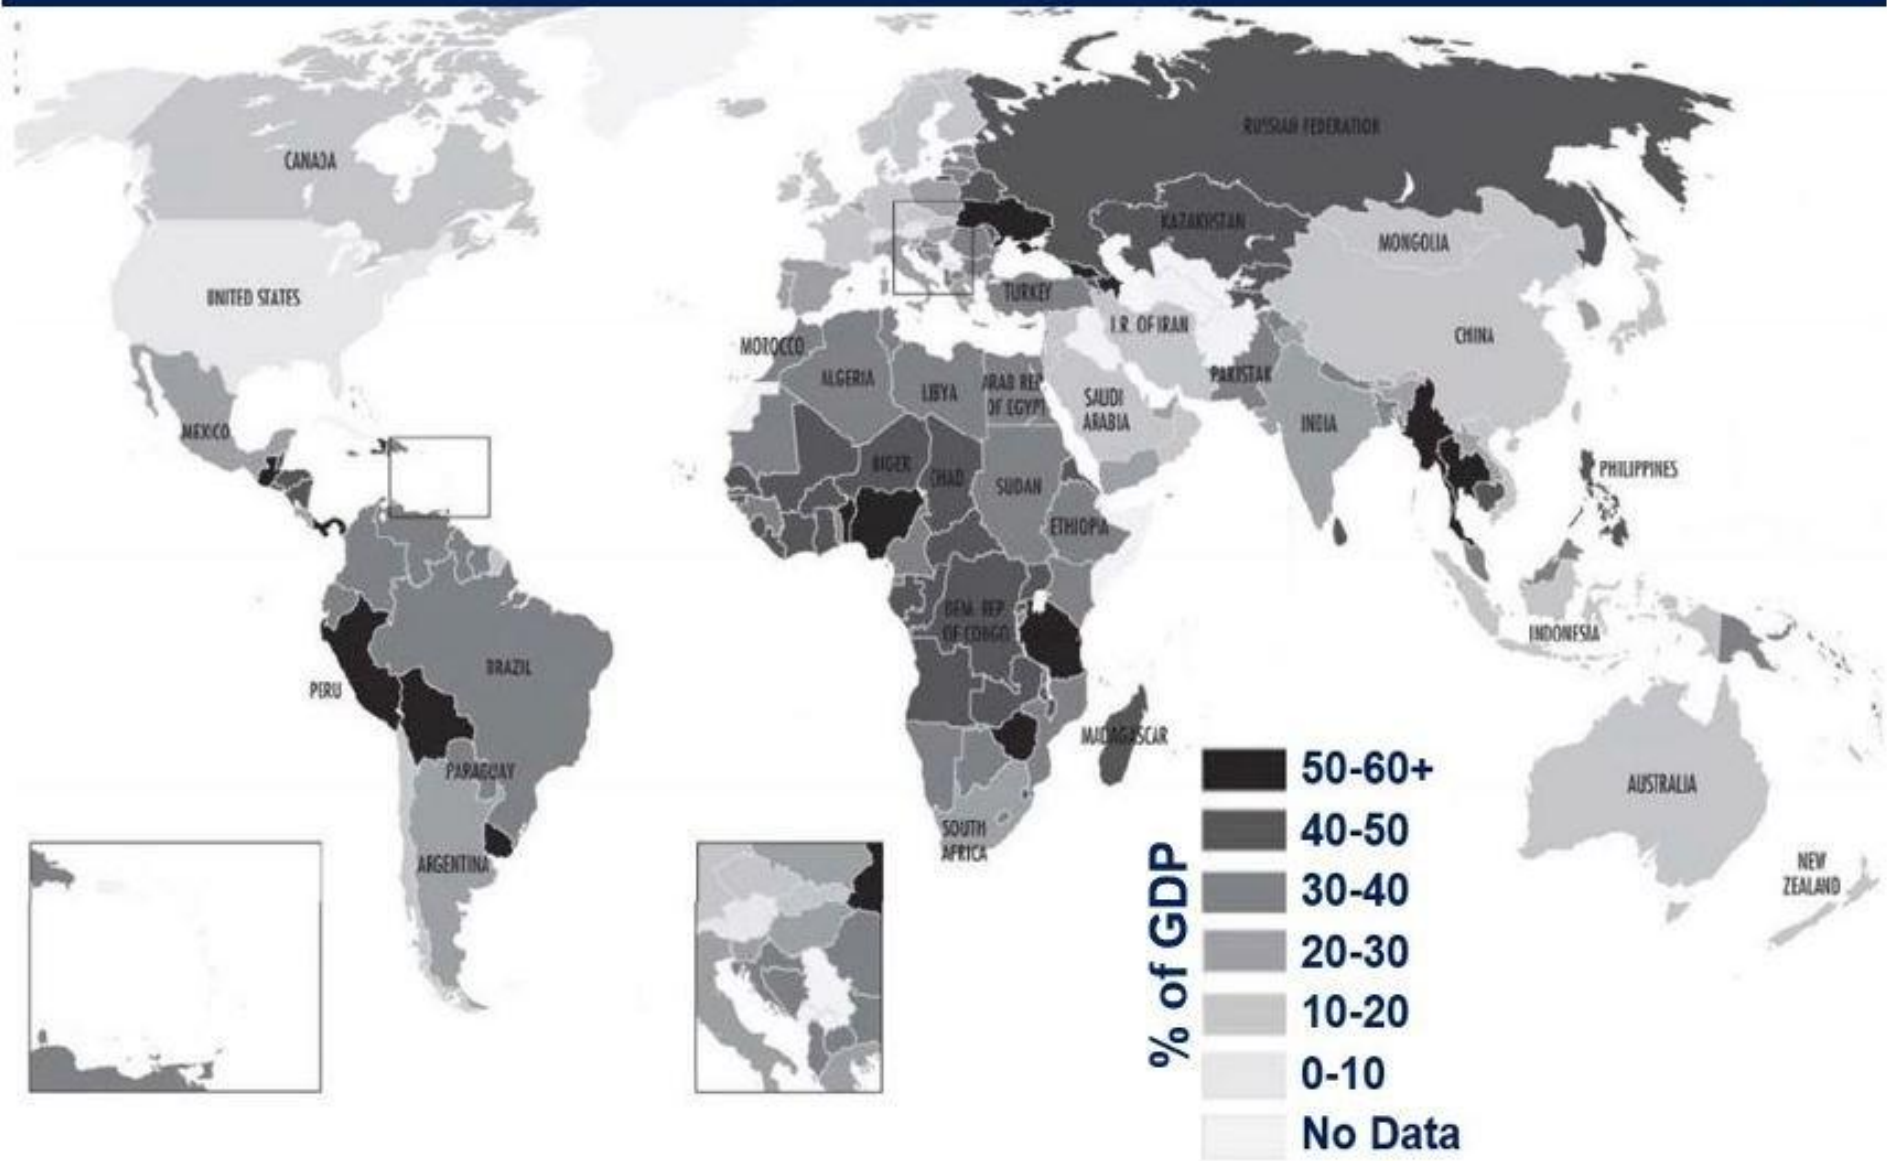 RUSSIAN FEDERATION
CANADA
KAZAKHSTAN
MONGOLIA
UNITED STATES
TURKEY
I.R. OF IRAN
CHINA
MOROCCO
ALGERIA
LIBYA
ARAB REP.
OF EGYPT
PAKISTAN
SAUDI
ARABIA
INDIA
MEXICO
NIGER
CHAD
SUDAN
PHILIPPINES
ETHIOPIA
DEM. REP.
OF CONGO
INDONESIA
BRAZIL
PERU
MADAGASCAR
PARAGUAY
AUSTRALIA
SOUTH
AFRICA
ARGENTINA
NEW
ZEALAND
% of GDP
50-60+
40-50
30-40
20-30
10-20
0-10
No Data